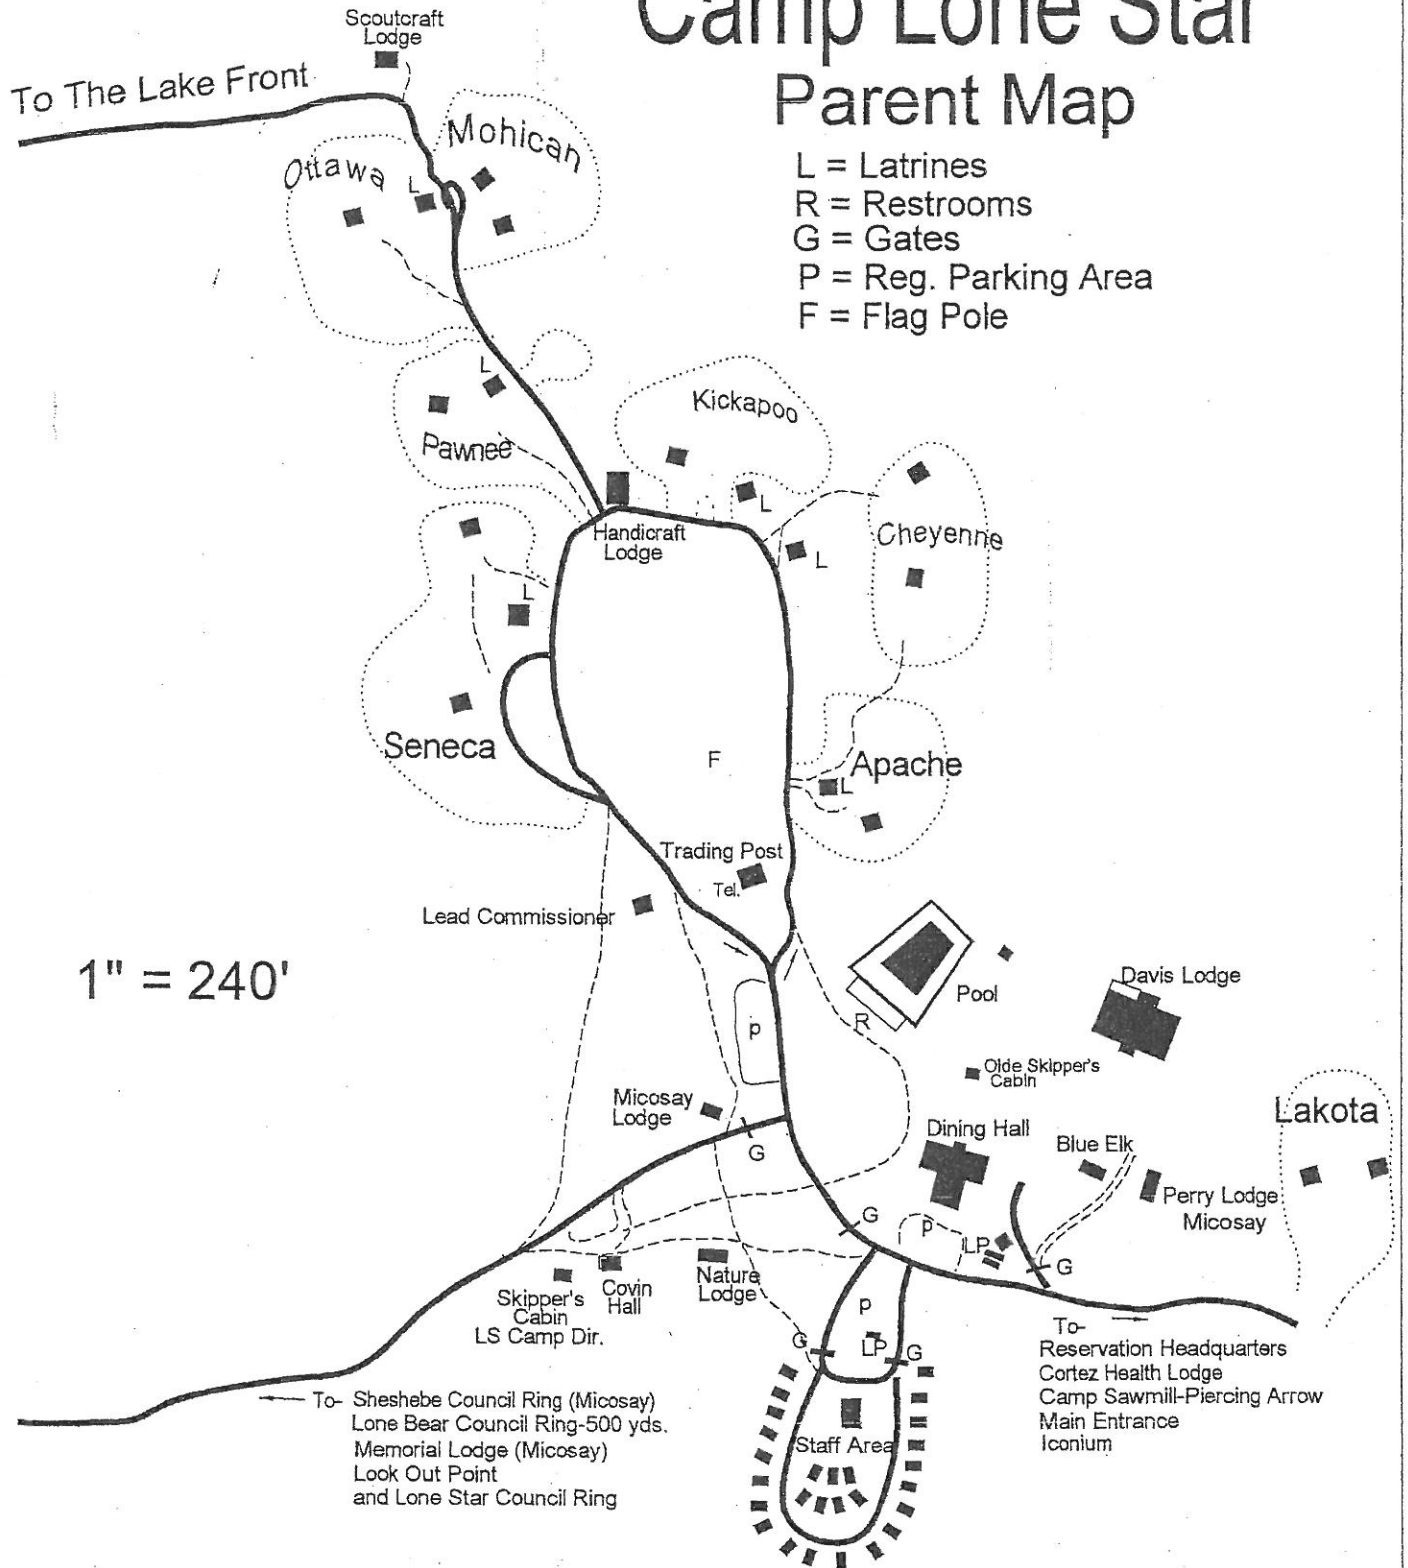 Camp Lone Star
Parent Map
L = Latrines
R = Restrooms
G = Gates
P = Reg. Parking Area
F = Flag Pole
Scoutcraft
Lodge
To The Lake Front
Mohican
Ottawa
L
L
Pawnee
Kickapoo
L
Cheyenne
L
Handicraft
Lodge
L
Seneca
F
Apache
L
Trading Post
Tel.
Lead Commissioner
1" = 240'
Pool
R
Davis Lodge
p
Olde Skipper's
Cabin
Micosay
Lodge
G
Dining Hall
Blue Elk
Lakota
Perry Lodge
Micosay
G
p
LP
G
Skipper's
Cabin
LS Camp Dir.
Covin
Hall
Nature
Lodge
p
LP
G
G
Staff Area
To-
Reservation Headquarters
Cortez Health Lodge
Camp Sawmill-Piercing Arrow
Main Entrance
Iconium
To- Sheshebe Council Ring (Micosay)
Lone Bear Council Ring-500 yds.
Memorial Lodge (Micosay)
Look Out Point
and Lone Star Council Ring